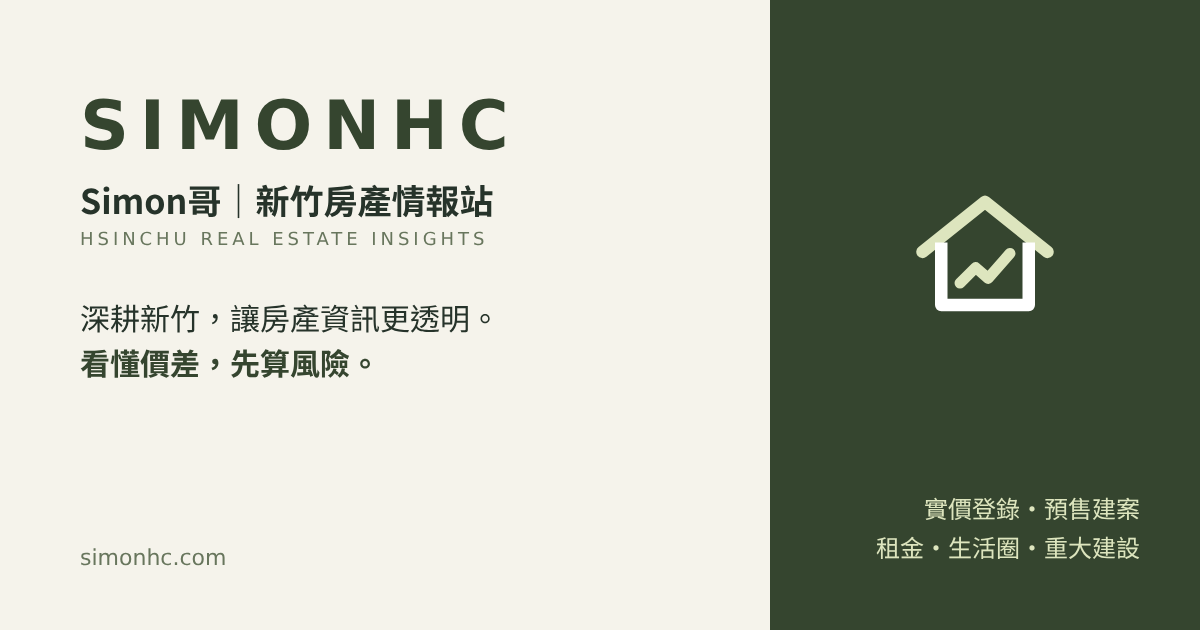 SIMONHC
Simon哥｜新竹房產情報站
HSINCHU REAL ESTATE INSIGHTS
深耕新竹，讓房產資訊更透明。
看懂價差，先算風險。
simonhc.com
實價登錄・預售建案
租金・生活圈・重大建設